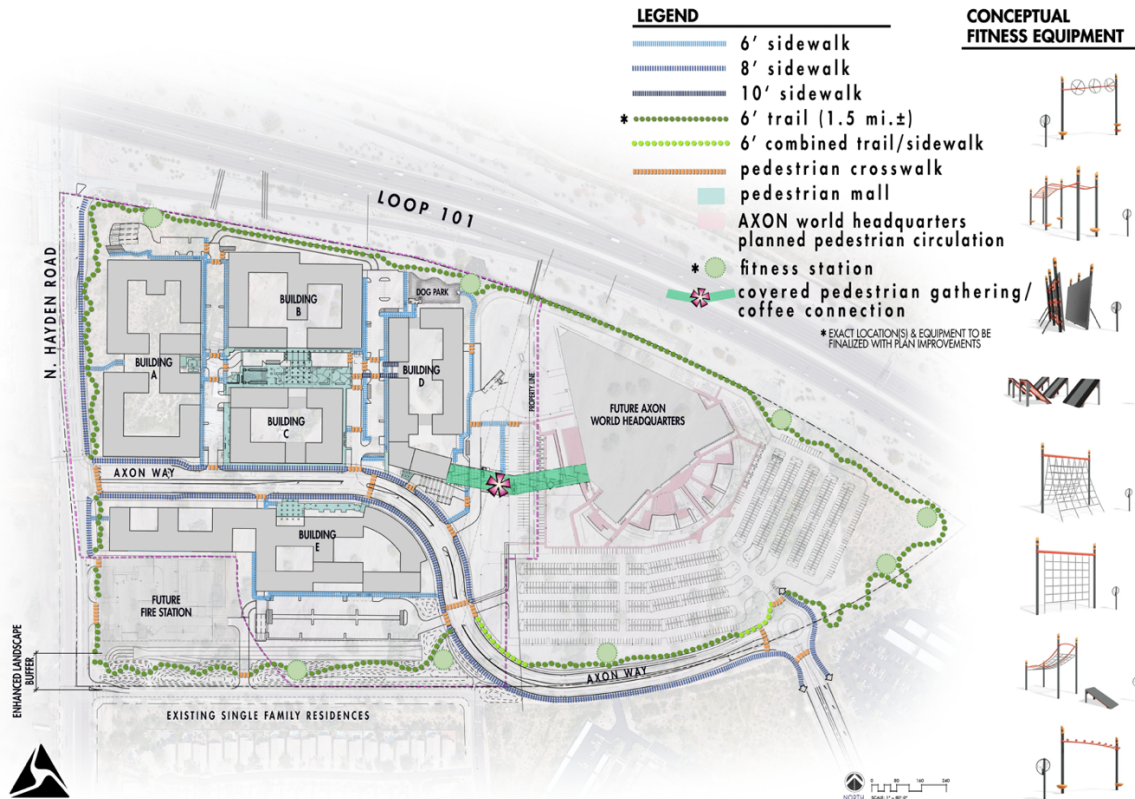 LEGEND
6' sidewalk
8' sidewalk
10' sidewalk
* 6' trail (1.5 mi.±)
6' combined trail/sidewalk
pedestrian crosswalk
pedestrian mall
AXON world headquarters
planned pedestrian circulation
* fitness station
covered pedestrian gathering/
coffee connection
* EXACT LOCATION(S) & EQUIPMENT TO BE
FINALIZED WITH PLAN IMPROVEMENTS
CONCEPTUAL
FITNESS EQUIPMENT
LOOP 101
N. HAYDEN ROAD
BUILDING
A
BUILDING
B
DOG PARK
BUILDING
C
BUILDING
D
PROPERTY LINE
FUTURE AXON
WORLD HEADQUARTERS
AXON WAY
BUILDING
E
FUTURE
FIRE STATION
ENHANCED LANDSCAPE
BUFFER
AXON WAY
EXISTING SINGLE FAMILY RESIDENCES
NORTH
0 80 160 240